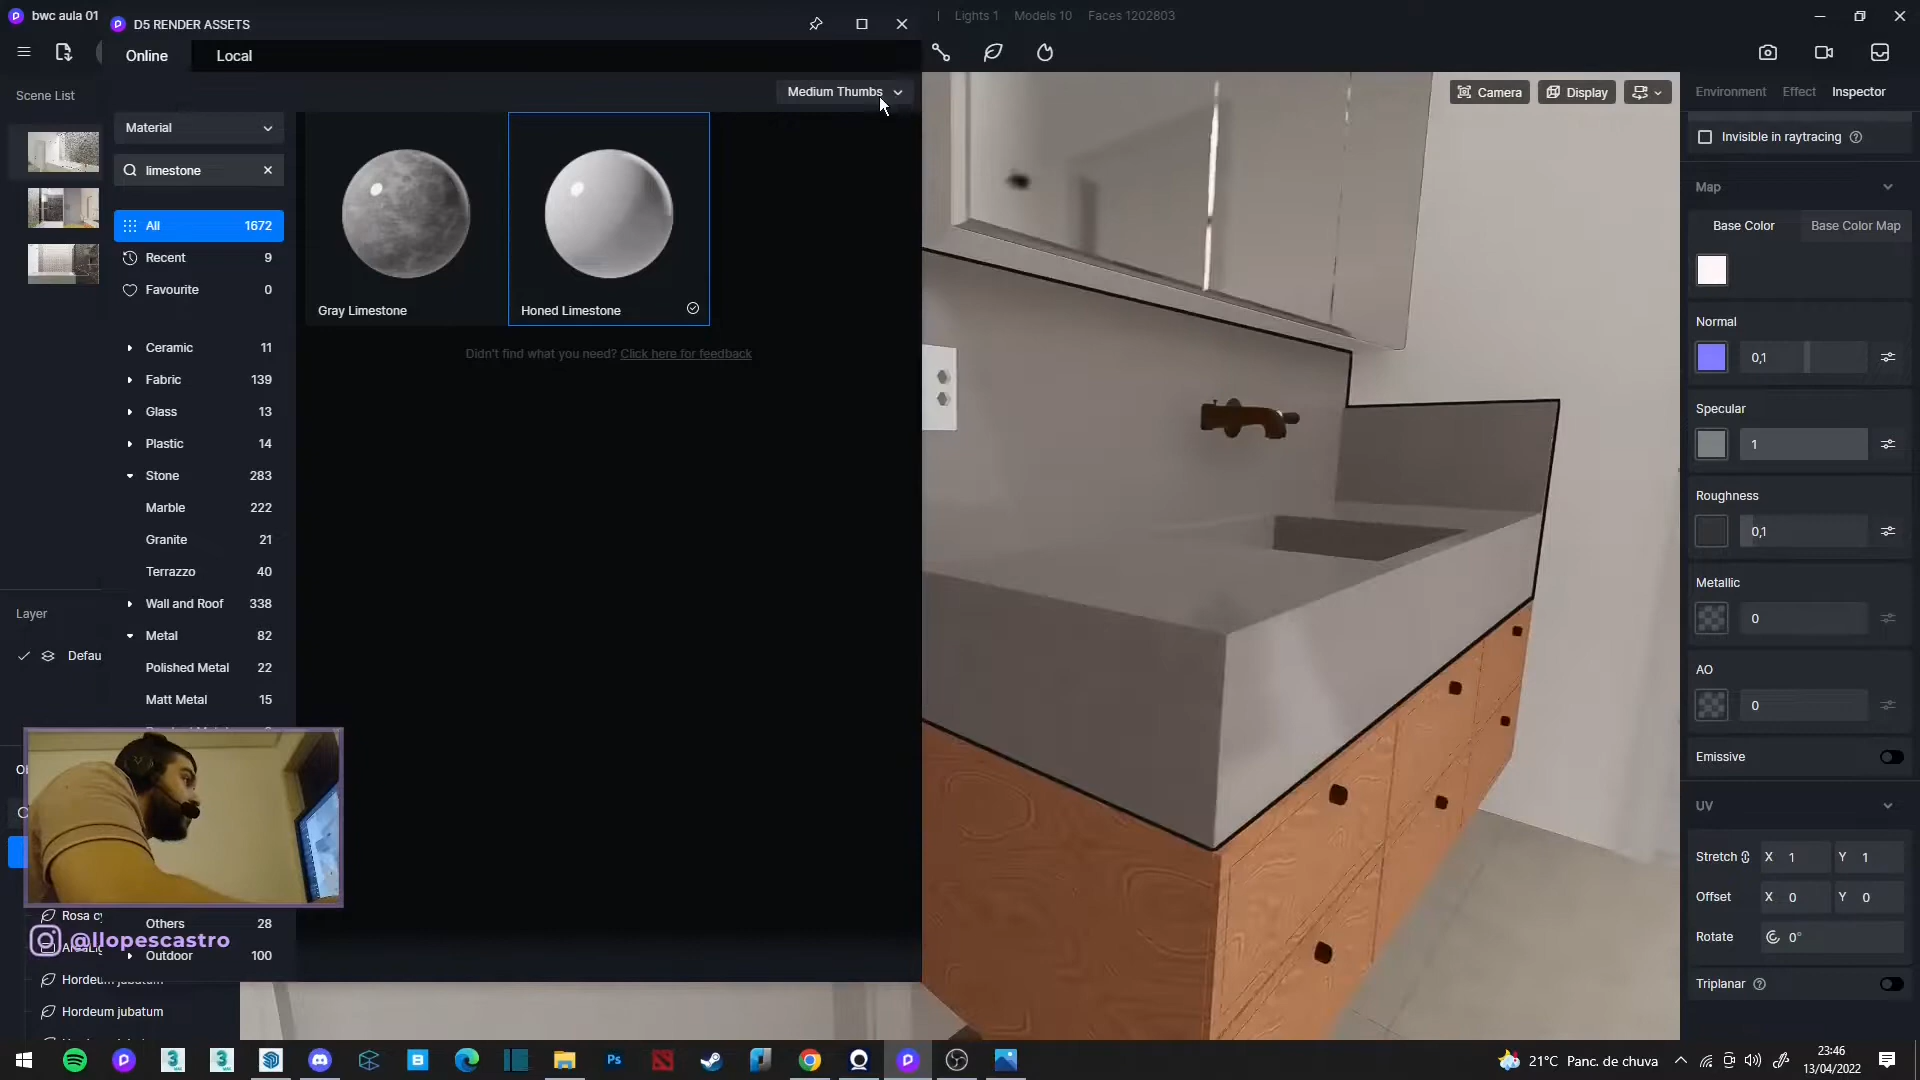 bwc aula 01
D5 RENDER ASSETS
Lights 1 Models 10 Faces 1202803
Online Local
Scene List
Medium Thumbs
Camera Display
Environment Effect Inspector
Material
limestone
All 1672
Recent 9
Favourite 0
Ceramic 11
Fabric 139
Glass 13
Plastic 14
Stone 283
Marble 222
Granite 21
Terrazzo 40
Wall and Roof 338
Metal 82
Polished Metal 22
Matt Metal 15
Others 28
Outdoor 100
Gray Limestone
Honed Limestone
Didn't find what you need? Click here for feedback
Layer
Defau
@llopescastro
Hordeum jubatum
Hordeum jubatum
Invisible in raytracing
Map
Base Color Base Color Map
Normal
0,1
Specular
1
Roughness
0,1
Metallic
0
AO
0
Emissive
UV
Stretch X 1 Y 1
Offset X 0 Y 0
Rotate 0°
Triplanar
21°C Panc. de chuva
23:46
13/04/2022